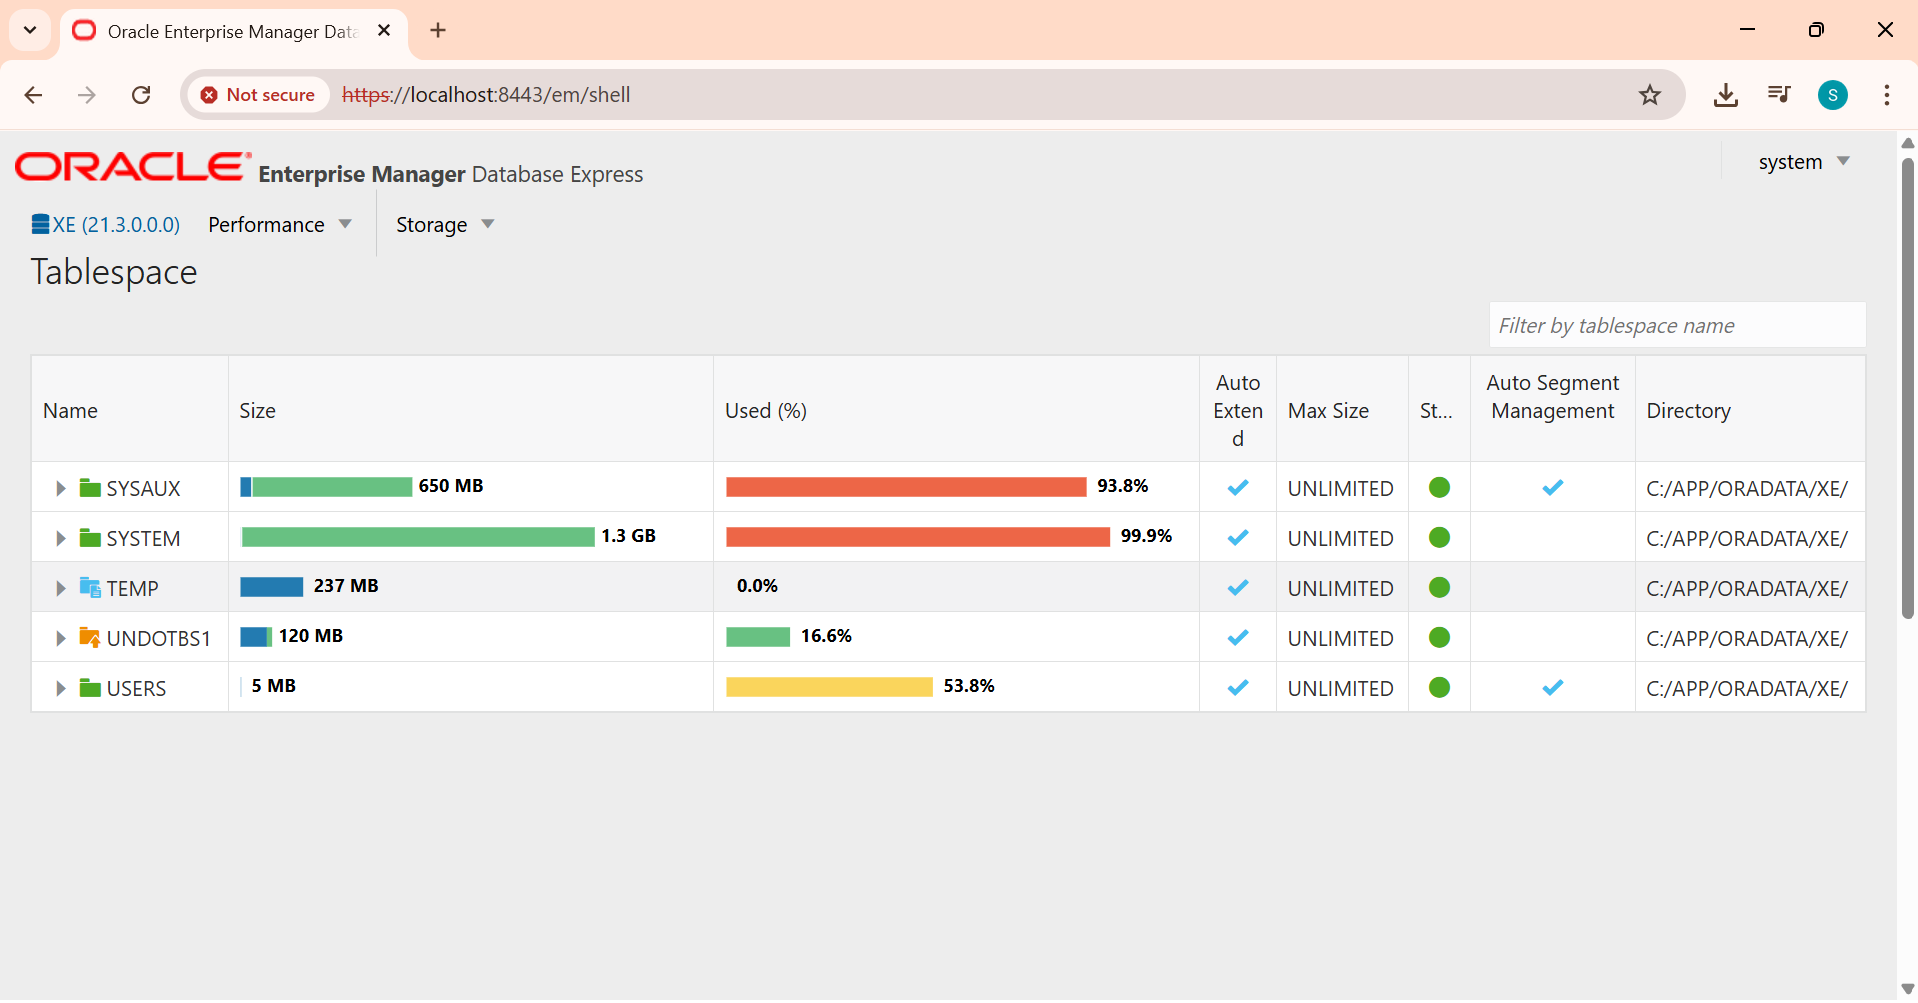 Oracle Enterprise Manager Data
Not secure https://localhost:8443/em/shell
S
ORACLE Enterprise Manager Database Express
system
XE (21.3.0.0.0) Performance Storage
Tablespace
Filter by tablespace name
Name Size Used (%) Auto Exten d Max Size St... Auto Segment Management Directory
SYSAUX 650 MB 93.8% UNLIMITED C:/APP/ORADATA/XE/
SYSTEM 1.3 GB 99.9% UNLIMITED C:/APP/ORADATA/XE/
TEMP 237 MB 0.0% UNLIMITED C:/APP/ORADATA/XE/
UNDOTBS1 120 MB 16.6% UNLIMITED C:/APP/ORADATA/XE/
USERS 5 MB 53.8% UNLIMITED C:/APP/ORADATA/XE/